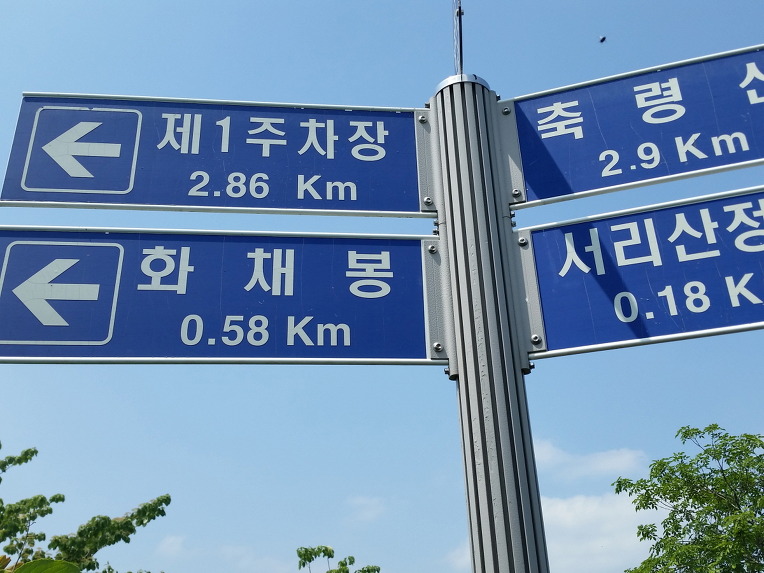 제1주차장
2.86 Km
화채봉
0.58 Km
축령
2.9 Km
서리산정
0.18 K